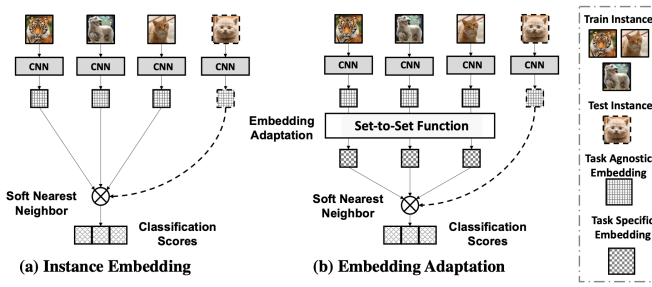 CNN
CNN
CNN
CNN
Soft Nearest
Neighbor
Classification
Scores
(a) Instance Embedding
CNN
CNN
CNN
CNN
Embedding
Adaptation
Set-to-Set Function
Soft Nearest
Neighbor
Classification
Scores
(b) Embedding Adaptation
Train Instance
Test Instance
Task Agnostic
Embedding
Task Specific
Embedding